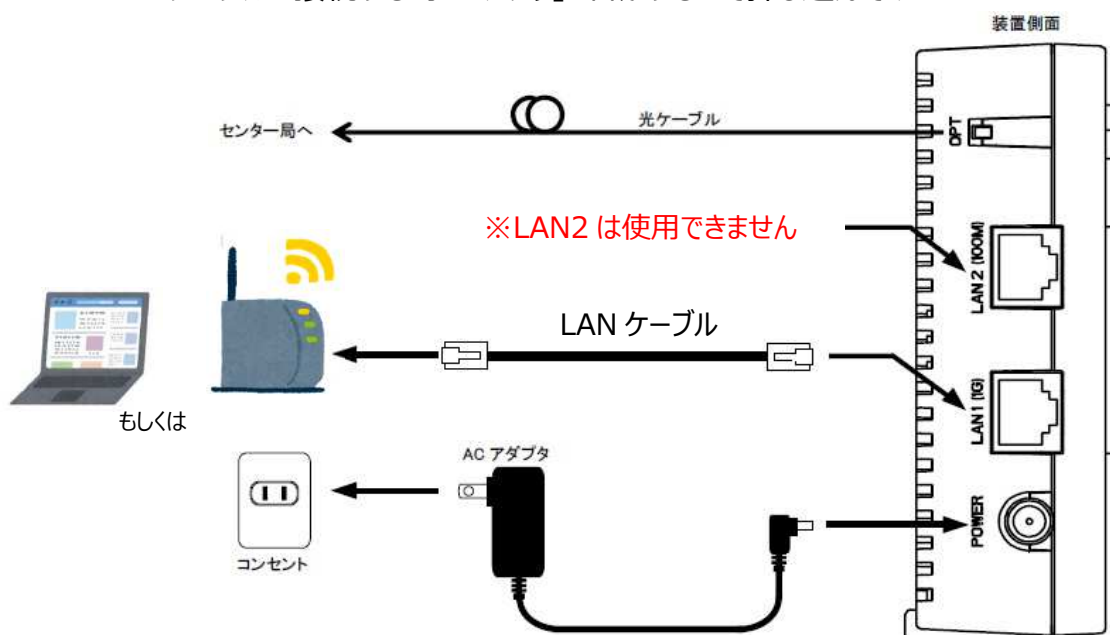 装置側面
センター局へ
光ケーブル
OPT
※LAN2 は使用できません
LAN2 (100M)
LAN ケーブル
もしくは
LAN1 (1G)
AC アダプタ
コンセント
POWER